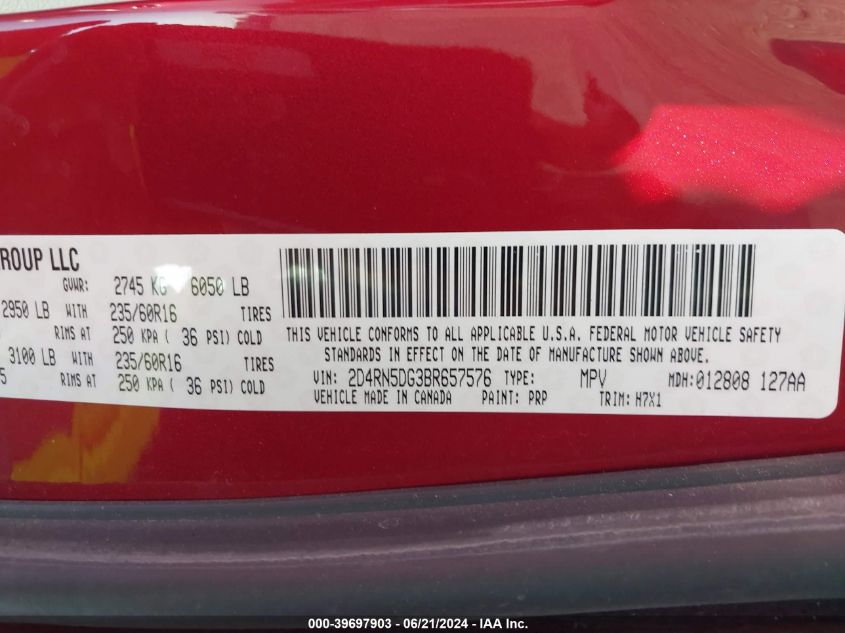 ROUP LLC
GVWR: 2745 KG 6050 LB
2950 LB WITH 235/60R16 TIRES
RIMS AT 250 KPA ( 36 PSI) COLD
3100 LB WITH 235/60R16 TIRES
5 RIMS AT 250 KPA ( 36 PSI) COLD
THIS VEHICLE CONFORMS TO ALL APPLICABLE U.S.A. FEDERAL MOTOR VEHICLE SAFETY
STANDARDS IN EFFECT ON THE DATE OF MANUFACTURE SHOWN ABOVE.
VIN: 2D4RN5DG3BR657576 TYPE: MPV MDH:012808 127AA
VEHICLE MADE IN CANADA PAINT: PRP TRIM: H7X1
000-39697903 - 06/21/2024 - IAA Inc.